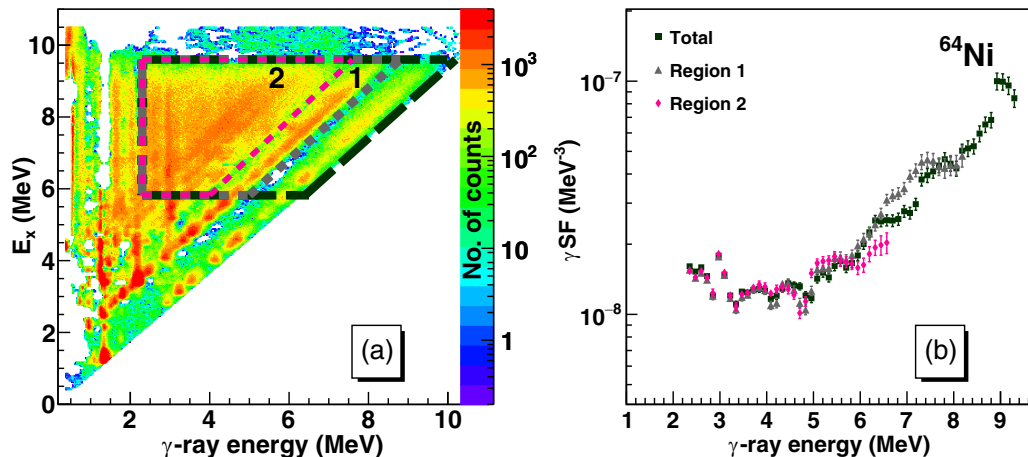 10
8
6
4
2
0
E_x (MeV)
2
1
(a)
2 4 6 8 10
γ-ray energy (MeV)
10³
10²
10
1
No. of counts
10⁻⁷
10⁻⁸
γSF (MeV⁻³)
Total
Region 1
Region 2
⁶⁴Ni
(b)
1 2 3 4 5 6 7 8 9
γ-ray energy (MeV)